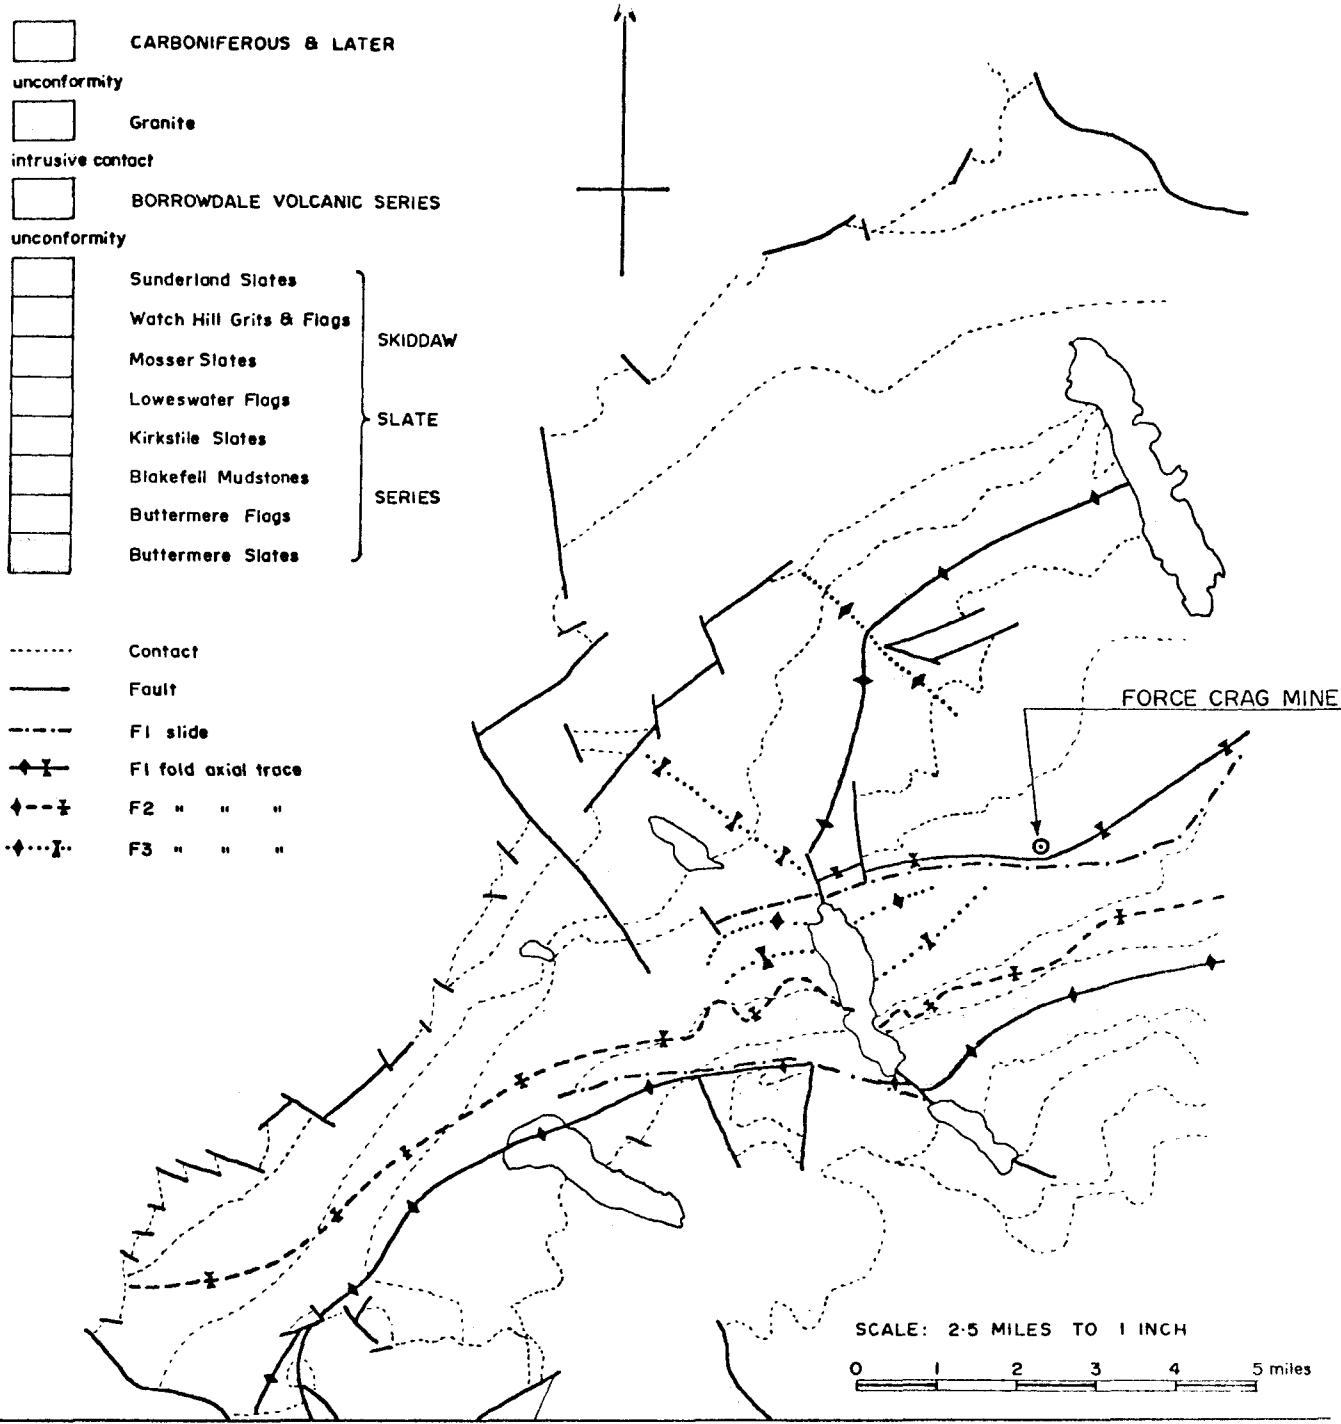 CARBONIFEROUS & LATER
unconformity
Granite
intrusive contact
BORROWDALE VOLCANIC SERIES
unconformity
Sunderland Slates
Watch Hill Grits & Flags
Mosser Slates
Loweswater Flags
Kirkstile Slates
Blakefell Mudstones
Buttermere Flags
Buttermere Slates
SKIDDAW
SLATE
SERIES
Contact
Fault
F1 slide
F1 fold axial trace
F2 " " "
F3 " " "
FORCE CRAG MINE
SCALE: 2·5 MILES TO 1 INCH
0 1 2 3 4 5 miles